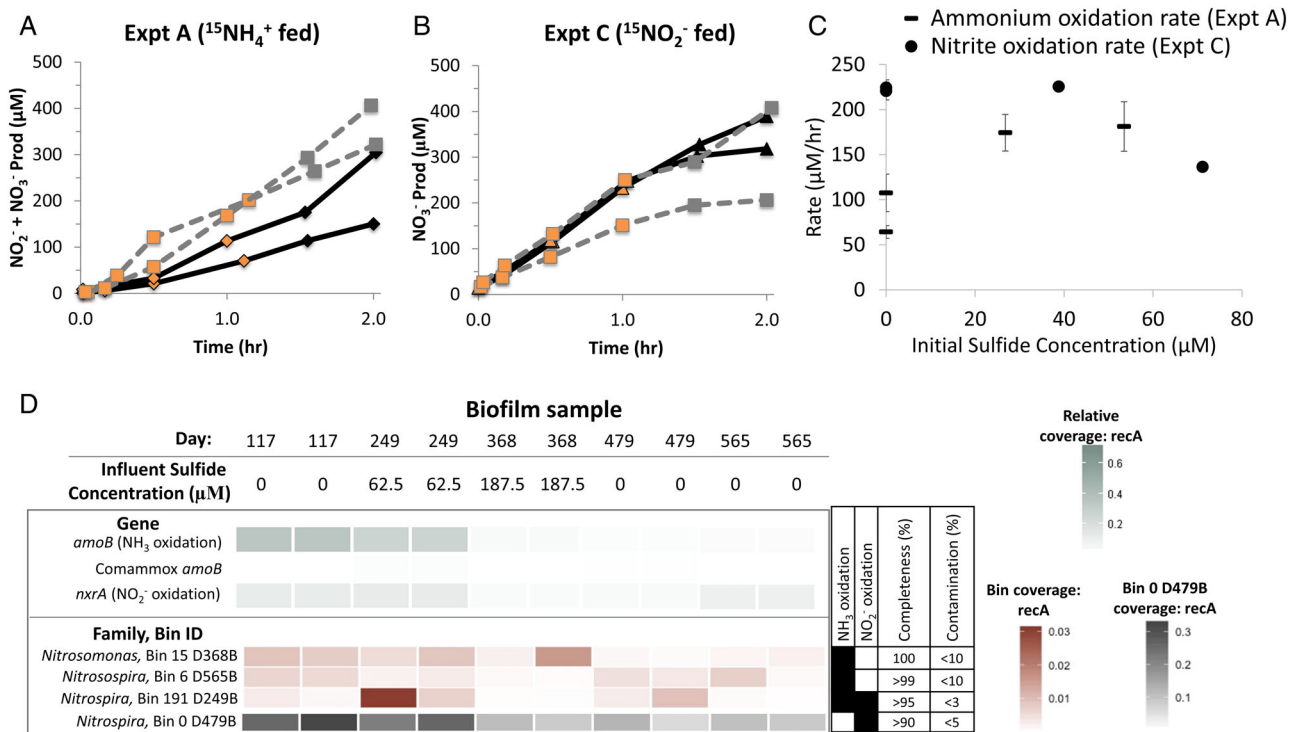 A
Expt A (¹⁵NH₄⁺ fed)
NO₂⁻ + NO₃⁻ Prod (µM)
500
400
300
200
100
0
0.0 1.0 2.0
Time (hr)
B
Expt C (¹⁵NO₂⁻ fed)
NO₃⁻ Prod (µM)
500
400
300
200
100
0
0.0 1.0 2.0
Time (hr)
C
Ammonium oxidation rate (Expt A)
Nitrite oxidation rate (Expt C)
Rate (µM/hr)
250
200
150
100
50
0
0 20 40 60 80
Initial Sulfide Concentration (µM)
D
Biofilm sample
Day: 117 117 249 249 368 368 479 479 565 565
Influent Sulfide
Concentration (µM) 0 0 62.5 62.5 187.5 187.5 0 0 0 0
Gene
amoB (NH₃ oxidation)
Comammox amoB
nxrA (NO₂⁻ oxidation)
Family, Bin ID
Nitrosomonas, Bin 15 D368B
Nitrosospira, Bin 6 D565B
Nitrospira, Bin 191 D249B
Nitrospira, Bin 0 D479B
NH₃ oxidation
NO₂⁻ oxidation
Completeness (%)
Contamination (%)
100 <10
>99 <10
>95 <3
>90 <5
Relative
coverage: recA
0.6
0.4
0.2
Bin coverage:
recA
0.03
0.02
0.01
Bin 0 D479B
coverage: recA
0.3
0.2
0.1